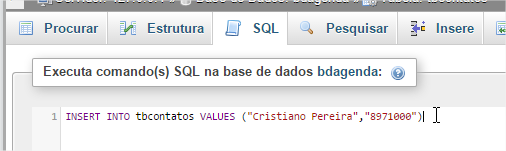 Procurar Estrutura SQL Pesquisar Insere
Executa comando(s) SQL na base de dados bdagenda:
1 INSERT INTO tbcontatos VALUES ("Cristiano Pereira","8971000")